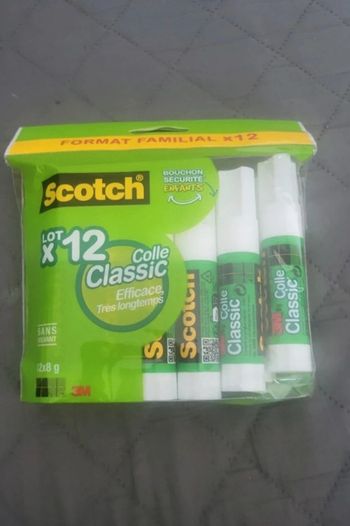 FORMAT FAMILIAL X12
Scotch®
BOUCHON
SÉCURITÉ
ENFANTS
LOT
X 12
Colle
Classic
Efficace,
Très longtemps
SANS
SOLVANT
12x8 g
3M
Scotch
Colle
Classic
Colle
Classic
3M